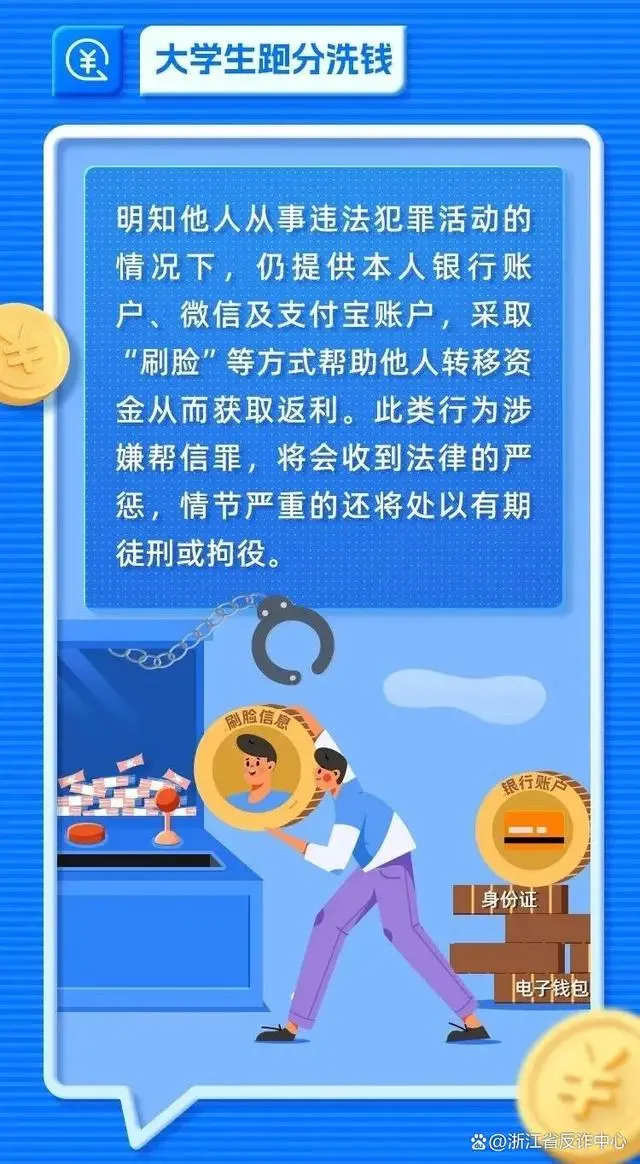 大学生跑分洗钱
明知他人从事违法犯罪活动的
情况下，仍提供本人银行账
户、微信及支付宝账户，采取
“刷脸”等方式帮助他人转移资
金从而获取返利。此类行为涉
嫌帮信罪，将会收到法律的严
惩，情节严重的还将处以有期
徒刑或拘役。
刷脸信息
银行账户
身份证
电子钱包
@浙江省反诈中心